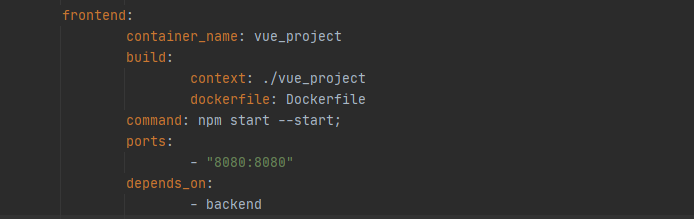 frontend:
container_name: vue_project
build:
context: ./vue_project
dockerfile: Dockerfile
command: npm start --start;
ports:
- "8080:8080"
depends_on:
- backend